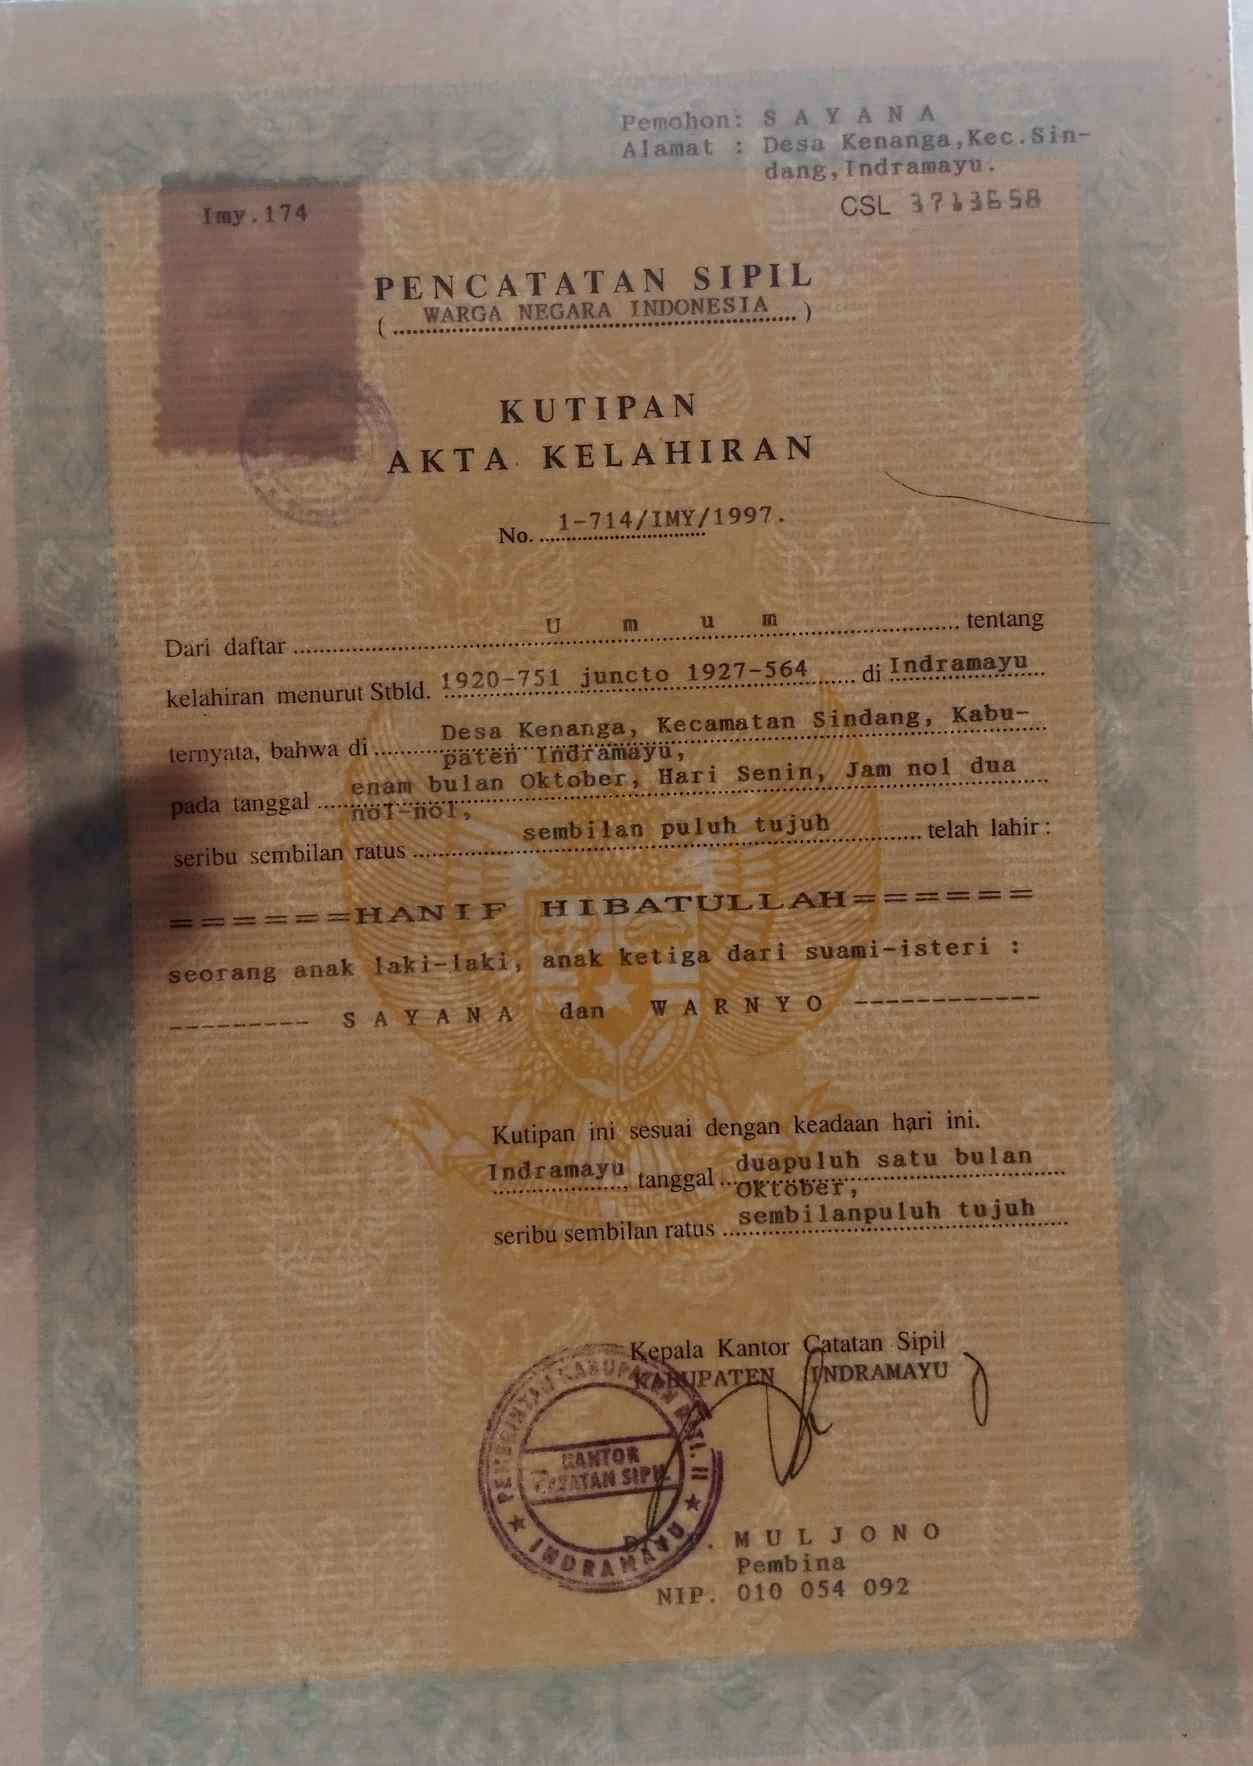 Pemohon: S A Y A N A
Alamat : Desa Kenanga,Kec.Sin-
dang,Indramayu.
Imy.174
CSL 3713658
PENCATATAN SIPIL
( WARGA NEGARA INDONESIA )
KUTIPAN
AKTA KELAHIRAN
No. 1-714/IMY/1997.
Dari daftar U m u m tentang
kelahiran menurut Stbld. 1920-751 juncto 1927-564 di Indramayu
ternyata, bahwa di Desa Kenanga, Kecamatan Sindang, Kabu-
paten Indramayu,
pada tanggal enam bulan Oktober, Hari Senin, Jam nol dua
nol-nol,
seribu sembilan ratus sembilan puluh tujuh telah lahir :
======HANIF HIBATULLAH======
seorang anak laki-laki, anak ketiga dari suami-isteri :
--------- S A Y A N A dan W A R N Y O ------------
Kutipan ini sesuai dengan keadaan hari ini.
Indramayu, tanggal duapuluh satu bulan
Oktober,
seribu sembilan ratus sembilanpuluh tujuh
Kepala Kantor Catatan Sipil
KABUPATEN INDRAMAYU
PEMERINTAH KABUPATEN DATI. II
KANTOR
CATATAN SIPIL
INDRAMAYU
M U L J O N O
Pembina
NIP. 010 054 092